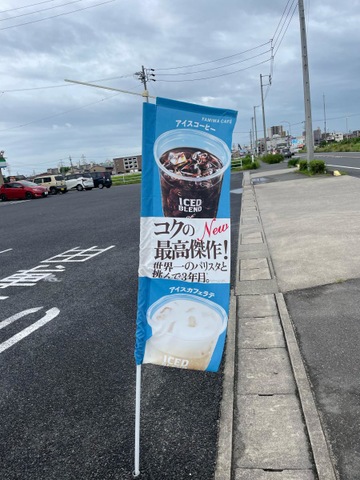 FAMIMA CAFÉ
アイスコーヒー
ICED
BLEND
コクの New
最高傑作!
世界一のバリスタと
挑んで3年目。
アイスカフェラテ
ICED